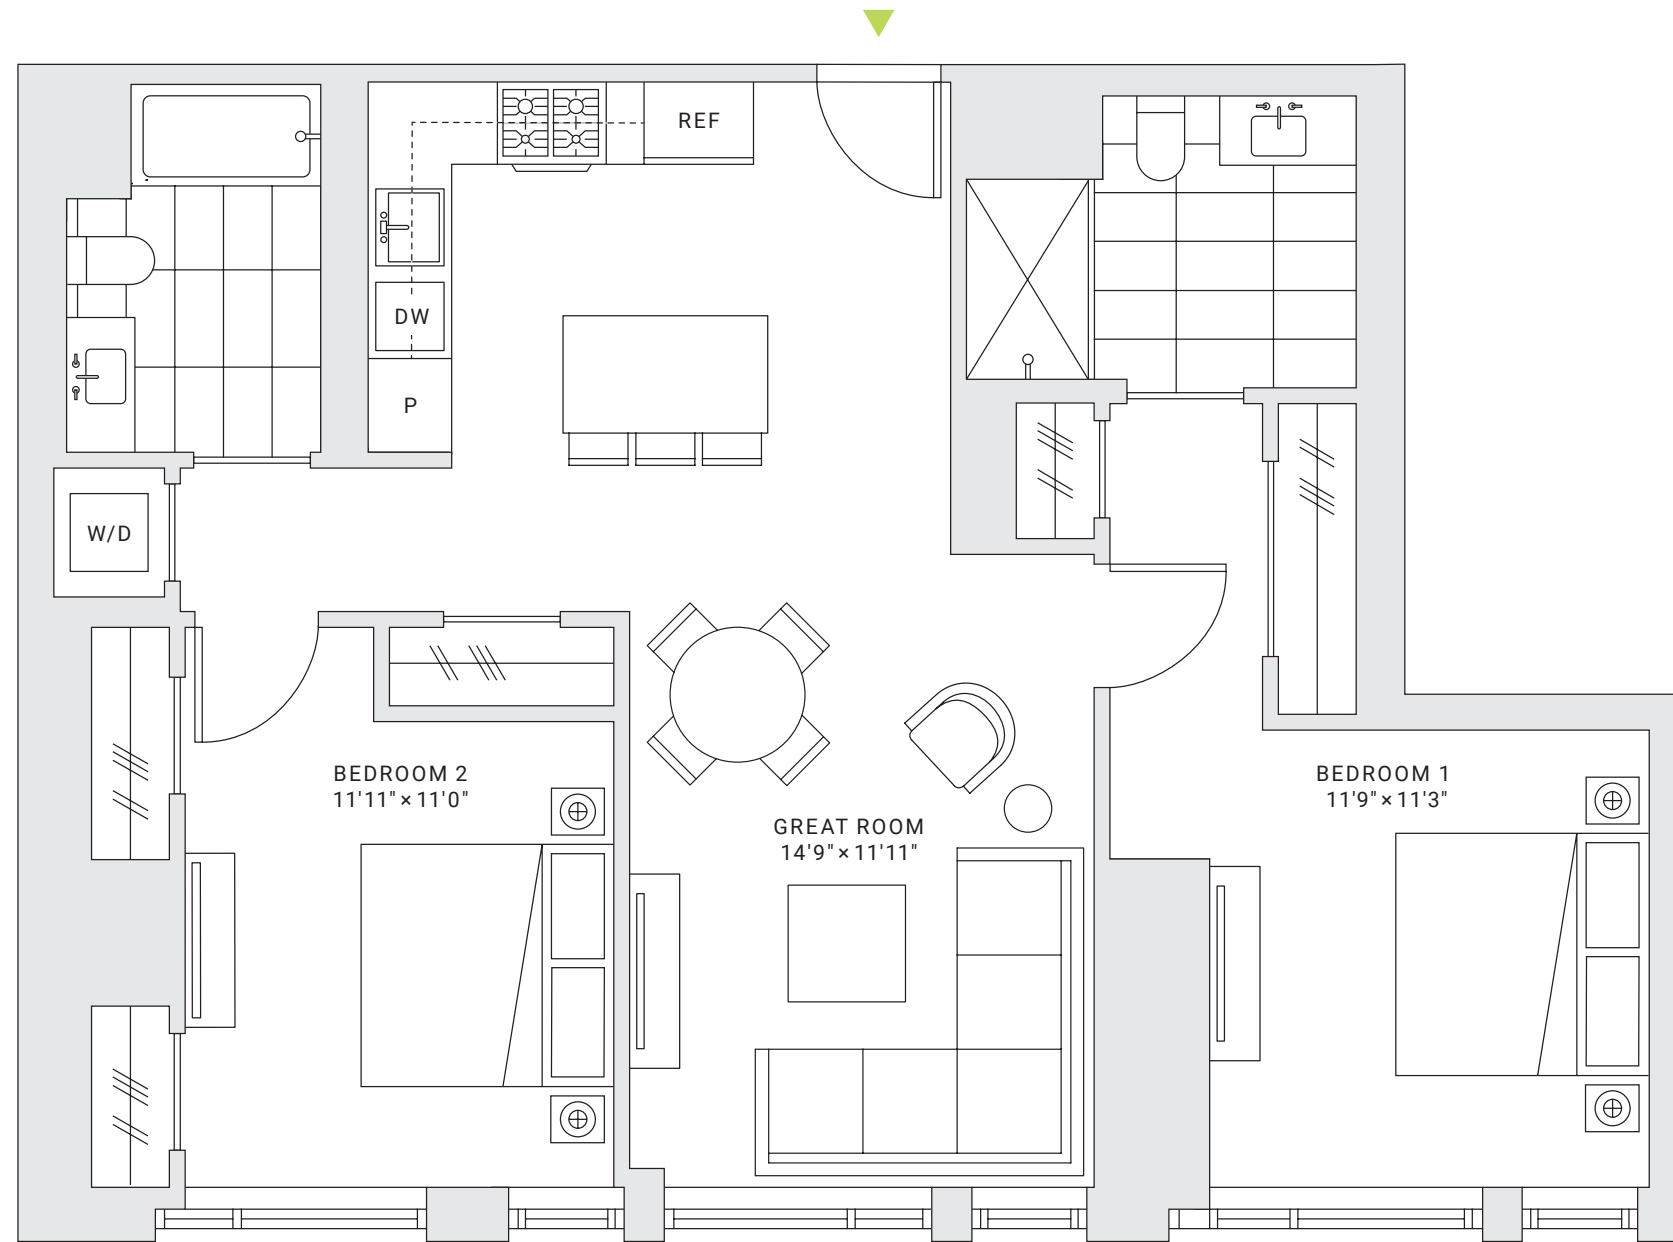 REF
DW
P
W/D
BEDROOM 2
11'11" × 11'0"
GREAT ROOM
14'9" × 11'11"
BEDROOM 1
11'9" × 11'3"